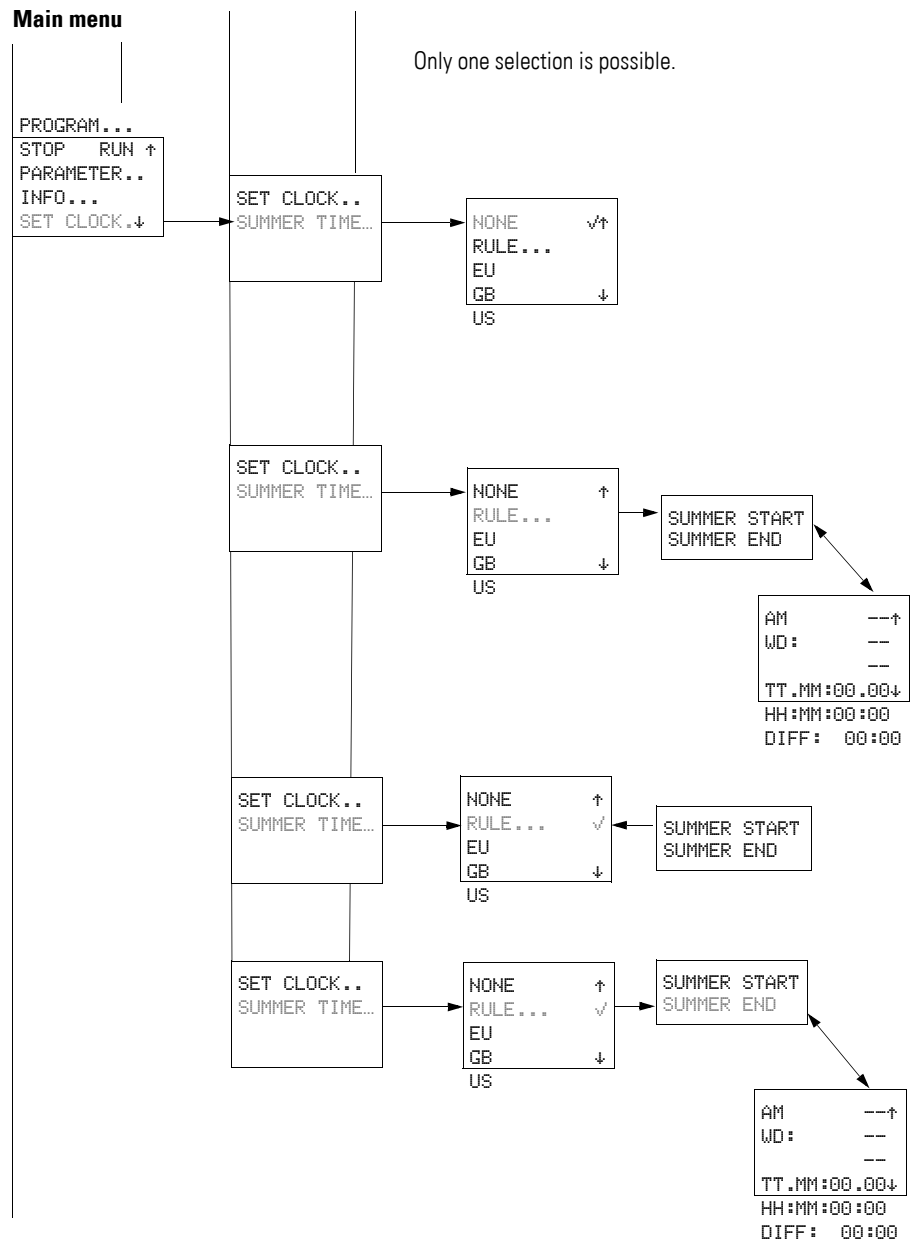 Main menu
Only one selection is possible.
PROGRAM...
STOP RUN ↑
PARAMETER..
INFO...
SET CLOCK.↓
SET CLOCK..
SUMMER TIME…
NONE √↑
RULE...
EU
GB ↓
US
SET CLOCK..
SUMMER TIME…
NONE ↑
RULE...
EU
GB ↓
US
SUMMER START
SUMMER END
AM --↑
WD: --
--
TT.MM:00.00↓
HH:MM:00:00
DIFF: 00:00
SET CLOCK..
SUMMER TIME…
NONE ↑
RULE... √
EU
GB ↓
US
SUMMER START
SUMMER END
SET CLOCK..
SUMMER TIME…
NONE ↑
RULE... √
EU
GB ↓
US
SUMMER START
SUMMER END
AM --↑
WD: --
--
TT.MM:00.00↓
HH:MM:00:00
DIFF: 00:00